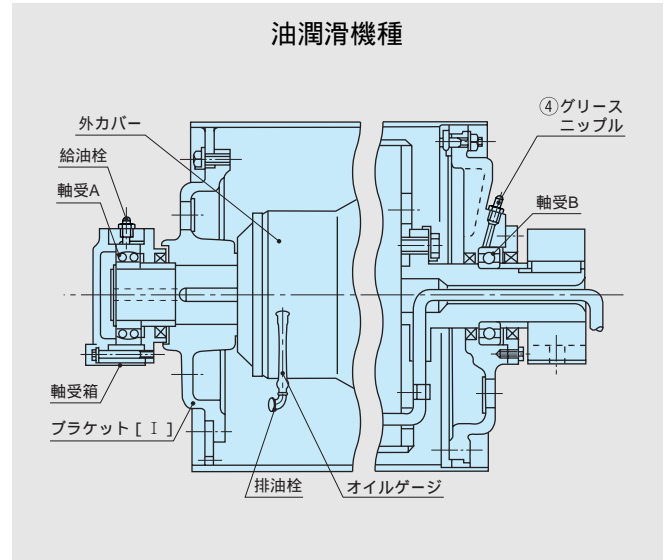 油潤滑機種
外カバー
給油栓
軸受A
④グリース
ニップル
軸受B
軸受箱
ブラケット［Ⅰ］
排油栓
オイルゲージ